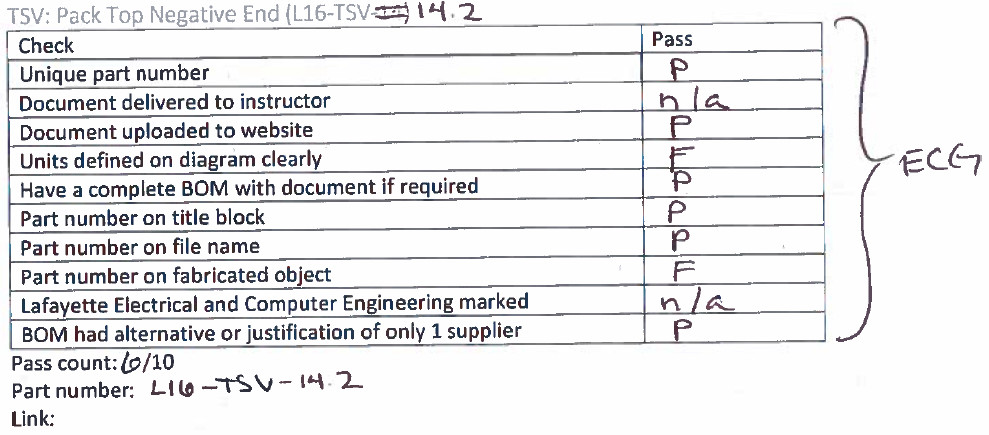 TSV: Pack Top Negative End (L16-TSV-14.2
Check Pass
Unique part number P
Document delivered to instructor n/a
Document uploaded to website P
Units defined on diagram clearly F
Have a complete BOM with document if required P
Part number on title block P
Part number on file name P
Part number on fabricated object F
Lafayette Electrical and Computer Engineering marked n/a
BOM had alternative or justification of only 1 supplier P
ECG
Pass count: 6/10
Part number: L16-TSV-14.2
Link: